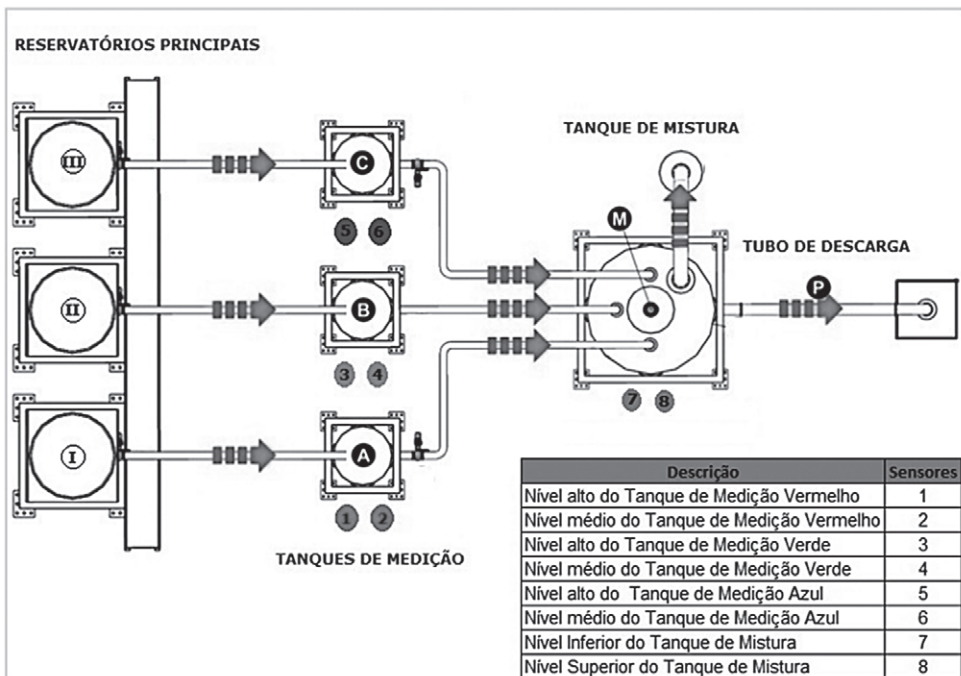 RESERVATÓRIOS PRINCIPAIS
TANQUE DE MISTURA
III
C
5 6
M
TUBO DE DESCARGA
P
II
B
3 4
7 8
I
A
1 2
TANQUES DE MEDIÇÃO
Descrição Sensores
Nível alto do Tanque de Medição Vermelho 1
Nível médio do Tanque de Medição Vermelho 2
Nível alto do Tanque de Medição Verde 3
Nível médio do Tanque de Medição Verde 4
Nível alto do Tanque de Medição Azul 5
Nível médio do Tanque de Medição Azul 6
Nível Inferior do Tanque de Mistura 7
Nível Superior do Tanque de Mistura 8